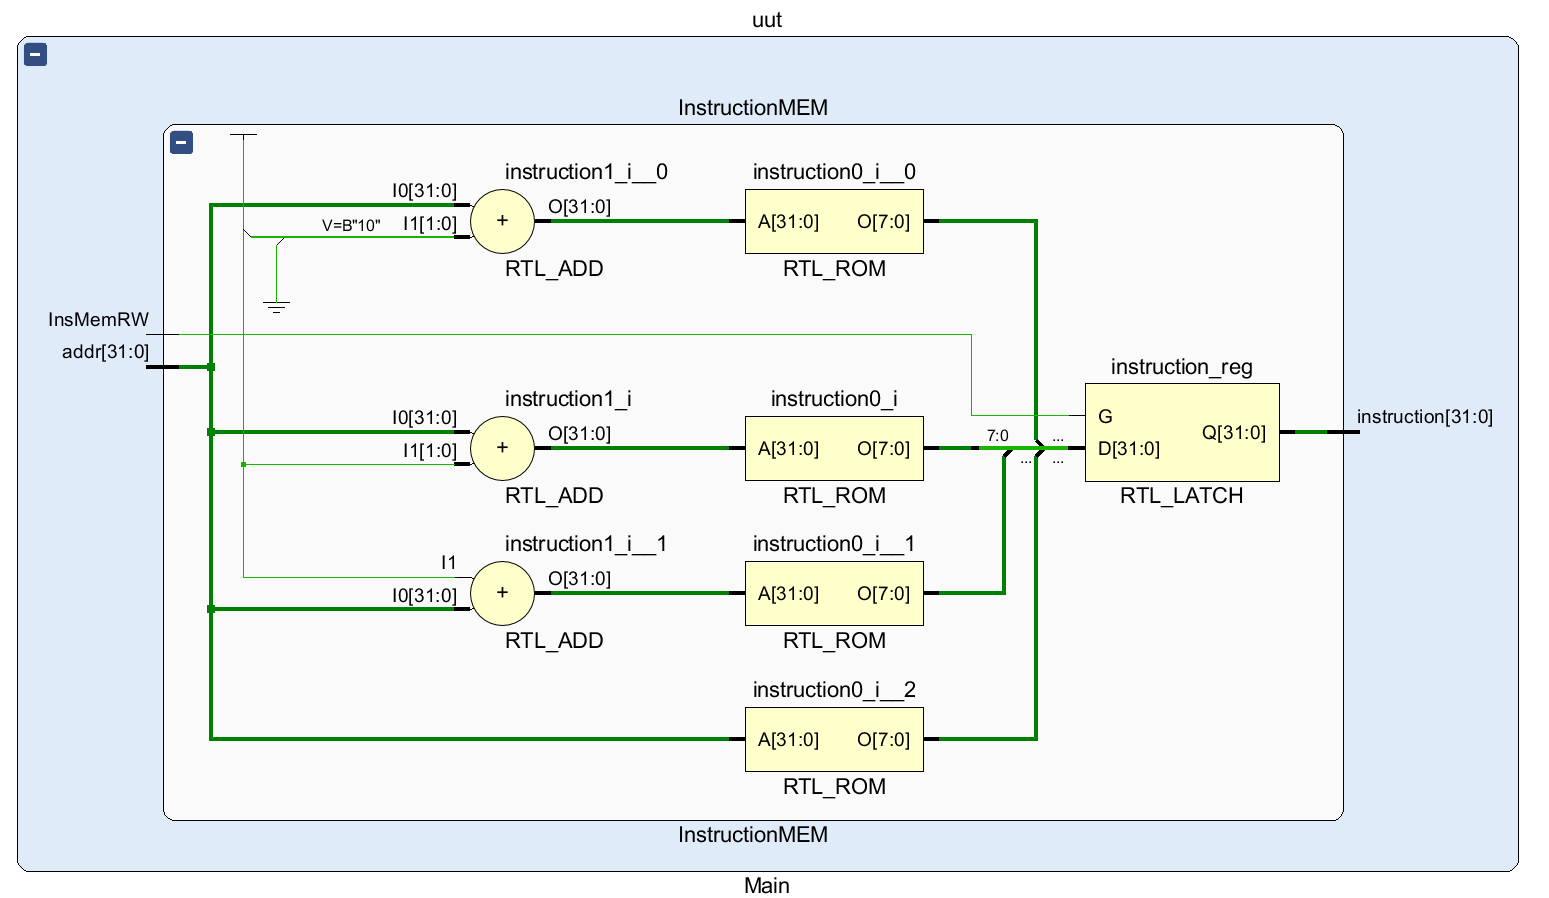 uut
InstructionMEM
instruction1_i__0
instruction0_i__0
I0[31:0]
O[31:0]
V=B"10"
I1[1:0]
+
A[31:0]
O[7:0]
RTL_ADD
RTL_ROM
InsMemRW
addr[31:0]
instruction_reg
instruction1_i
instruction0_i
I0[31:0]
O[31:0]
I1[1:0]
+
A[31:0]
O[7:0]
7:0
...
...
...
G
D[31:0]
Q[31:0]
instruction[31:0]
RTL_ADD
RTL_ROM
RTL_LATCH
instruction1_i__1
instruction0_i__1
I1
O[31:0]
I0[31:0]
+
A[31:0]
O[7:0]
RTL_ADD
RTL_ROM
instruction0_i__2
A[31:0]
O[7:0]
RTL_ROM
InstructionMEM
Main